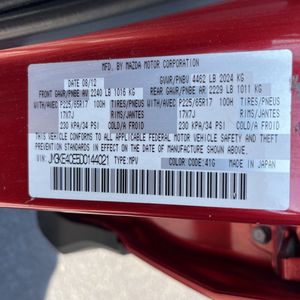 MFD. BY MAZDA MOTOR CORPORATION
DATE 08/12 GVWR/PNBV 4462 LB 2024 KG
FRONT GAWR/PNBE AV 2240 LB 1016 KG REAR GAWR/PNBE AR 2229 LB 1011 KG
WITH/AVEC P225/65R17 100H TIRES/PNEUS WITH/AVEC P225/65R17 100H TIRES/PNEUS
17X7J RIMS/JANTES 17X7J RIMS/JANTES
230 KPA/34 PSI COLD/A FROID 230 KPA/34 PSI COLD/A FROID
THIS VEHICLE CONFORMS TO ALL APPLICABLE FEDERAL MOTOR VEHICLE SAFETY, BUMPER,
AND THEFT PREVENTION STANDARDS IN EFFECT ON THE DATE OF MANUFACTURE SHOWN ABOVE.
TYPE: MPV
COLOR CODE: 41G MADE IN JAPAN